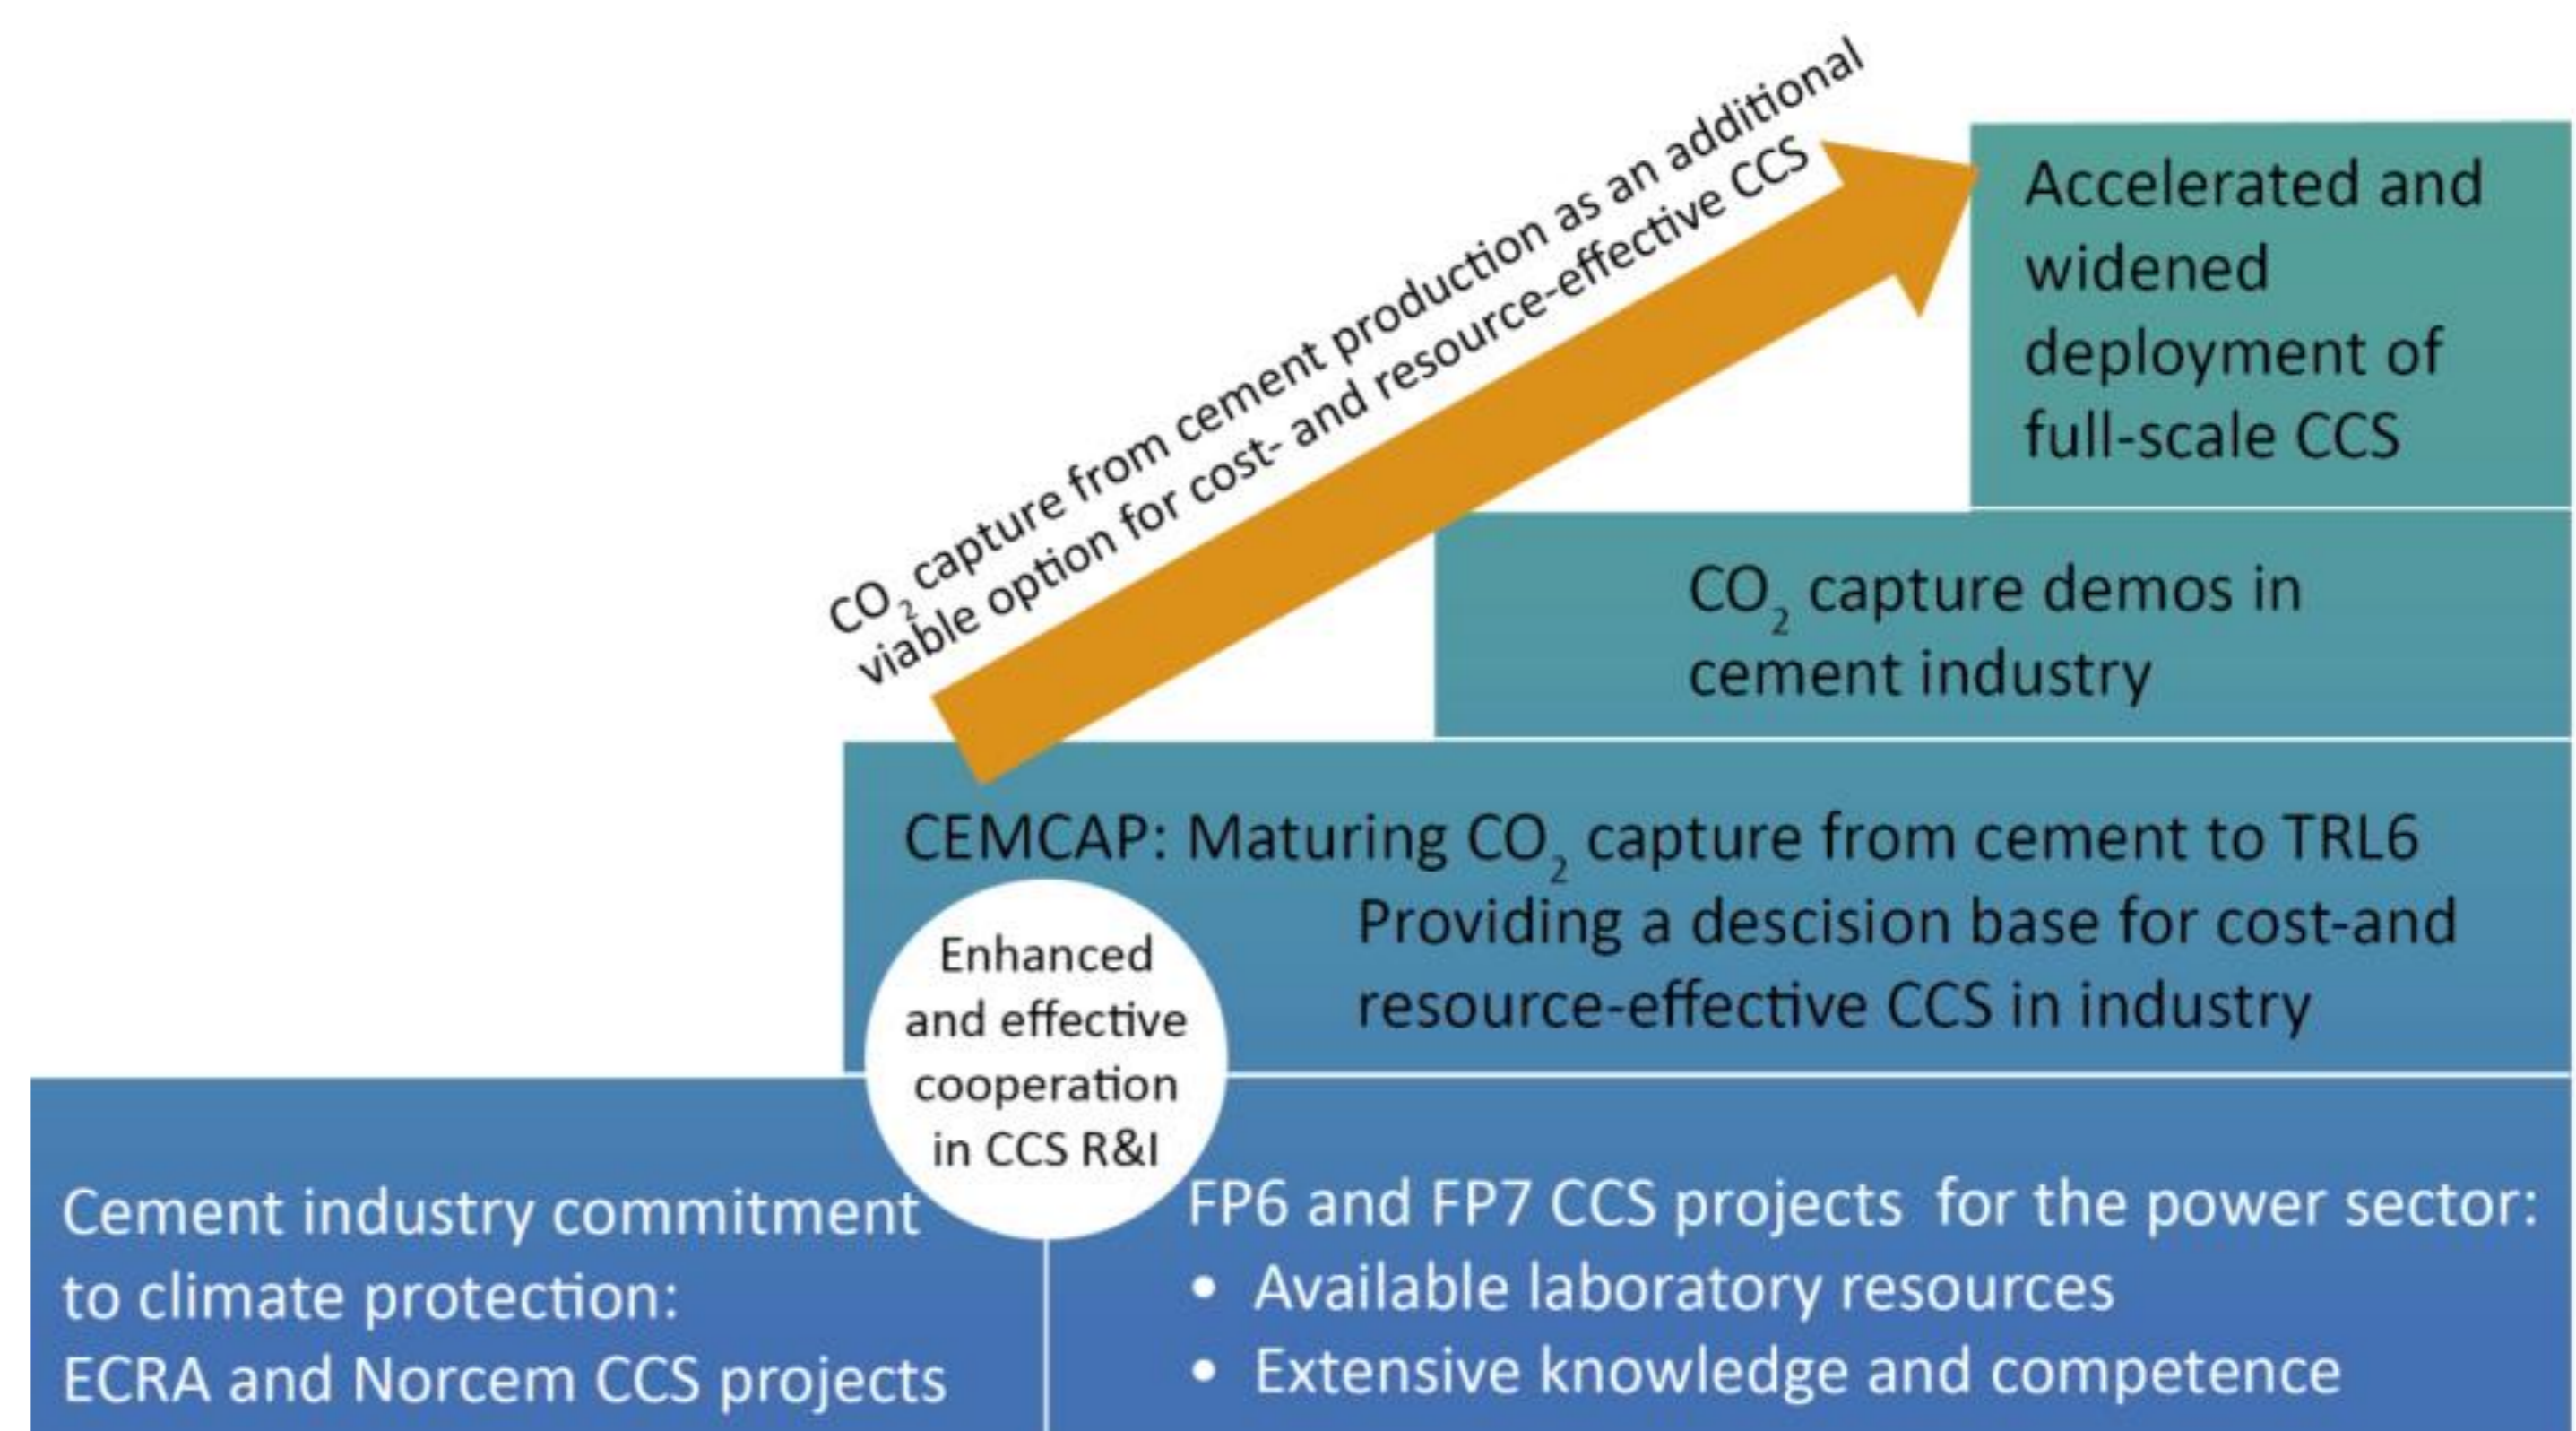 CO₂ capture from cement production as an additional
viable option for cost- and resource-effective CCS
Accelerated and
widened
deployment of
full-scale CCS
CO₂ capture demos in
cement industry
CEMCAP: Maturing CO₂ capture from cement to TRL6
Providing a descision base for cost-and
resource-effective CCS in industry
Enhanced
and effective
cooperation
in CCS R&I
Cement industry commitment
to climate protection:
ECRA and Norcem CCS projects
FP6 and FP7 CCS projects for the power sector:
• Available laboratory resources
• Extensive knowledge and competence